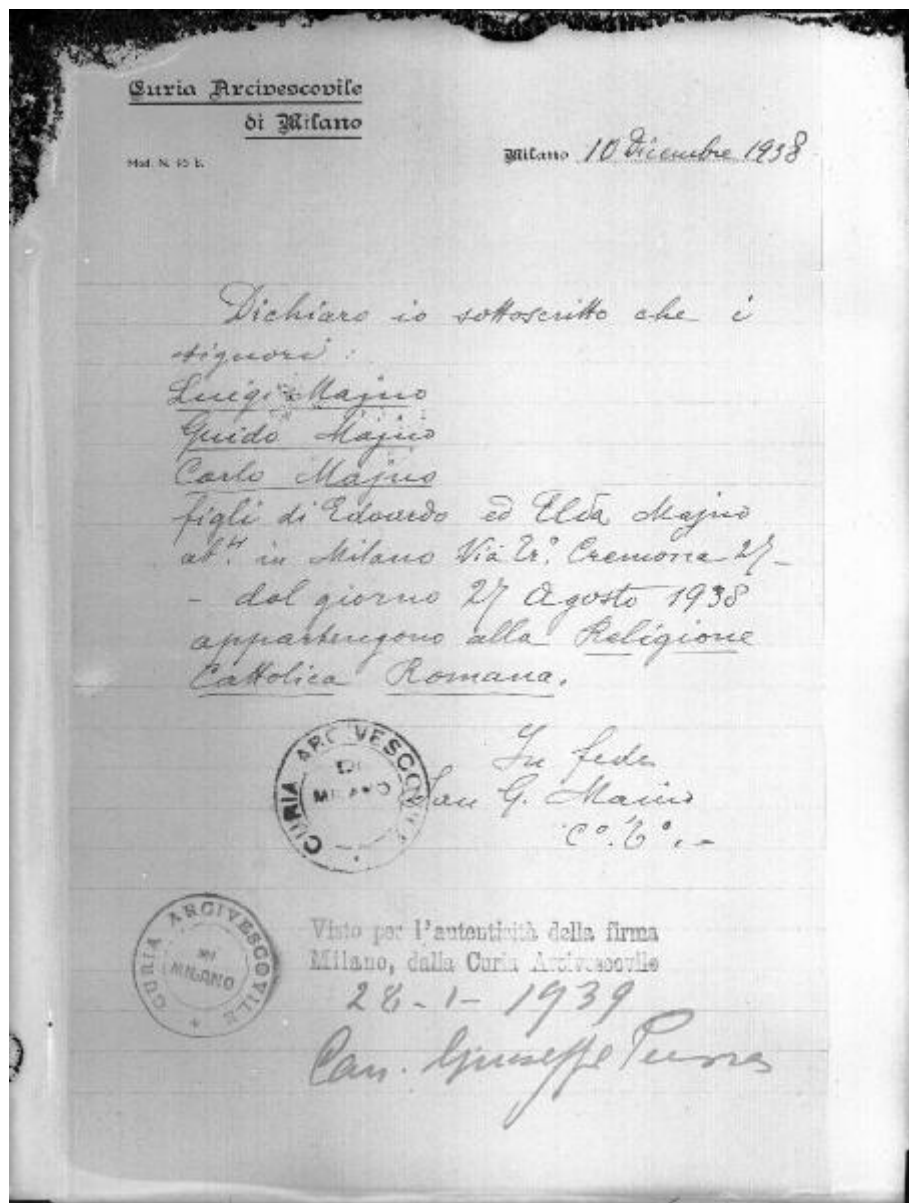 Curia Arcivescovile
di Milano
Mod. N. 95 b.
Milano 10 Dicembre 1938
Dichiaro io sottoscritto che i
signori :
Luigi Majno
Guido Majno
Carlo Majno
figli di Edoardo ed Elda Majno
ab.ti in Milano Via Tr. Cremona 27 -
- dal giorno 27 Agosto 1938
appartengono alla Religione
Cattolica Romana.
In fede
Can G. Maino
CURIA ARCIVESCOVILE
DI
MILANO
Visto per l'autenticità della firma
Milano, dalla Curia Arcivescovile
CURIA ARCIVESCOVILE
DI
MILANO
28-1-1939
Can. Giuseppe